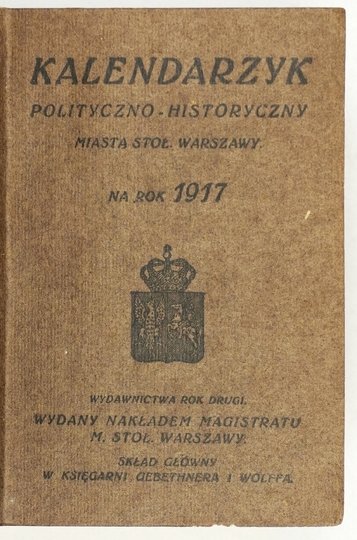 KALENDARZYK
POLITYCZNO-HISTORYCZNY
MIASTA STOŁ. WARSZAWY.
NA ROK 1917
WYDAWNICTWA ROK DRUGI.
WYDANY NAKŁADEM MAGISTRATU
M. STOŁ. WARSZAWY.
SKŁAD GŁÓWNY
W KSIĘGARNI GEBETHNERA I WOLFFA.